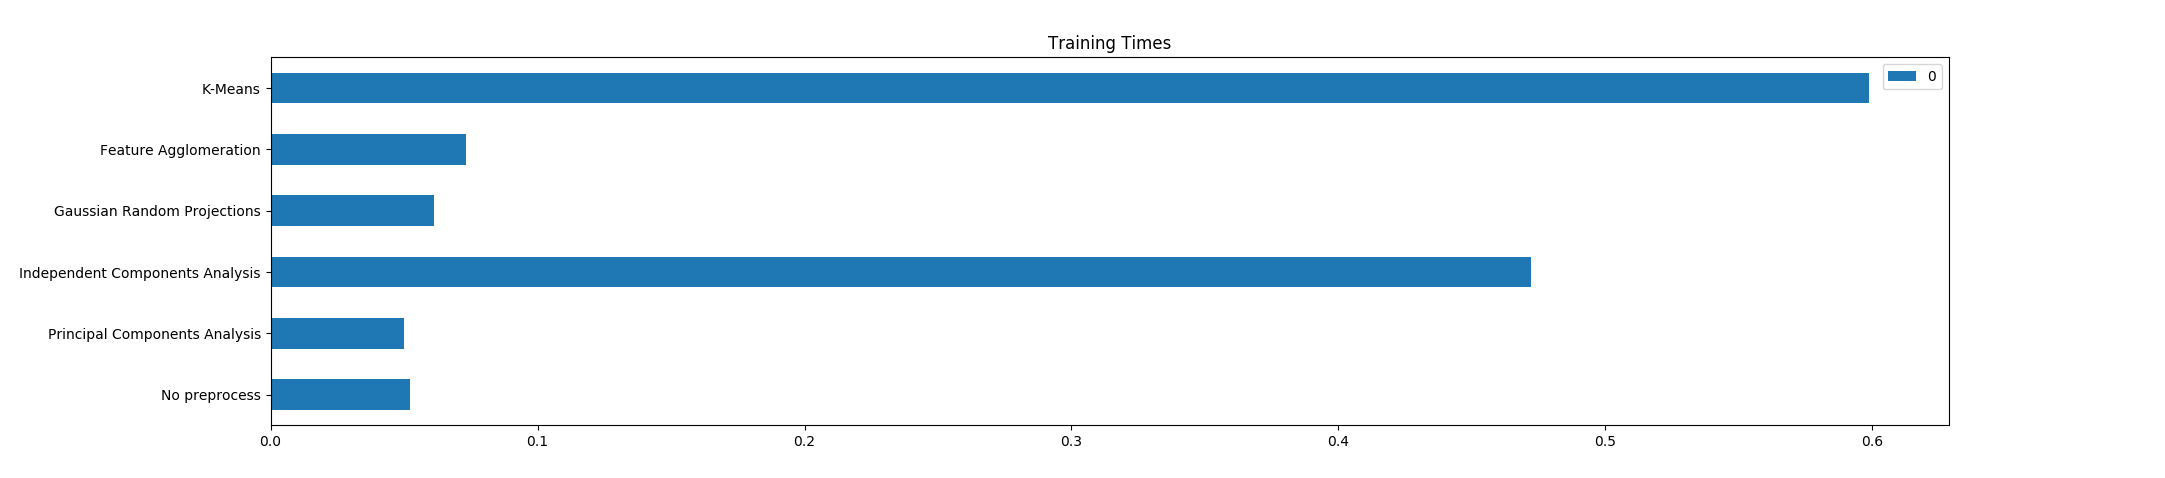 Training Times
0
K-Means
Feature Agglomeration
Gaussian Random Projections
Independent Components Analysis
Principal Components Analysis
No preprocess
0.0 0.1 0.2 0.3 0.4 0.5 0.6